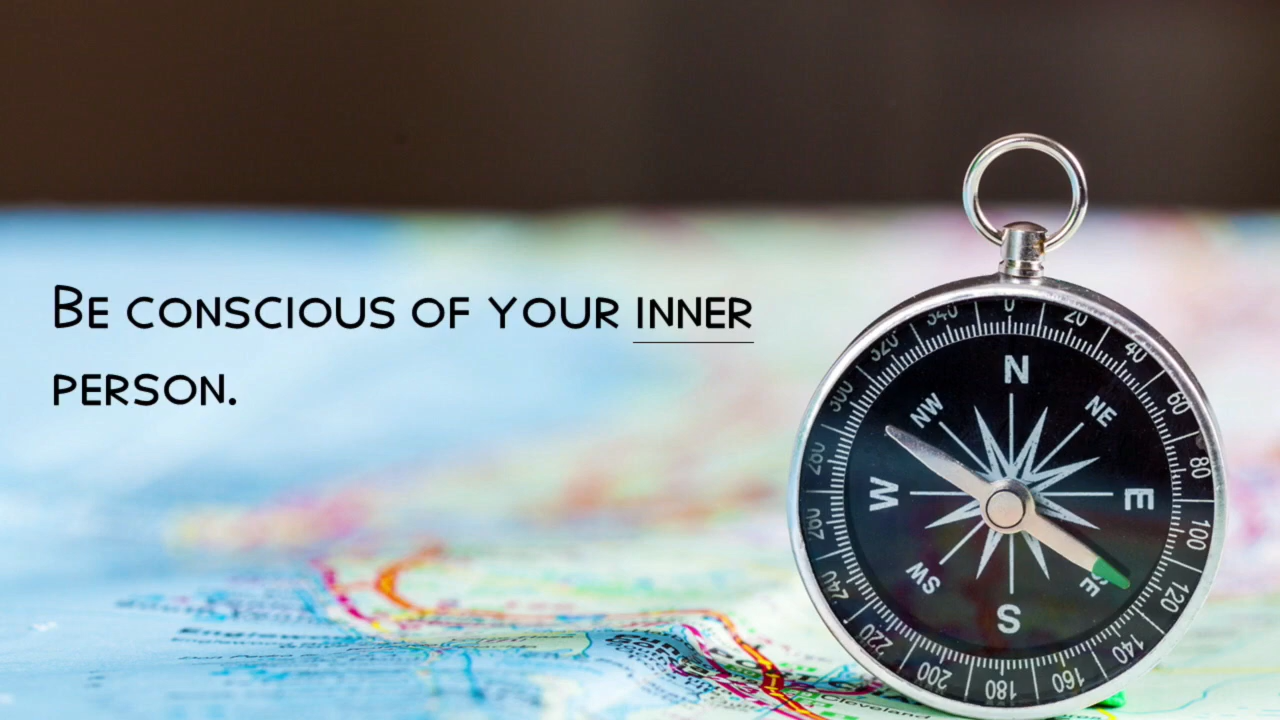 Be conscious of your inner
person.
0
20
40
60
80
100
120
140
160
180
200
220
240
260
280
300
320
340
N
NE
E
SE
S
SW
W
NW
Cleveland